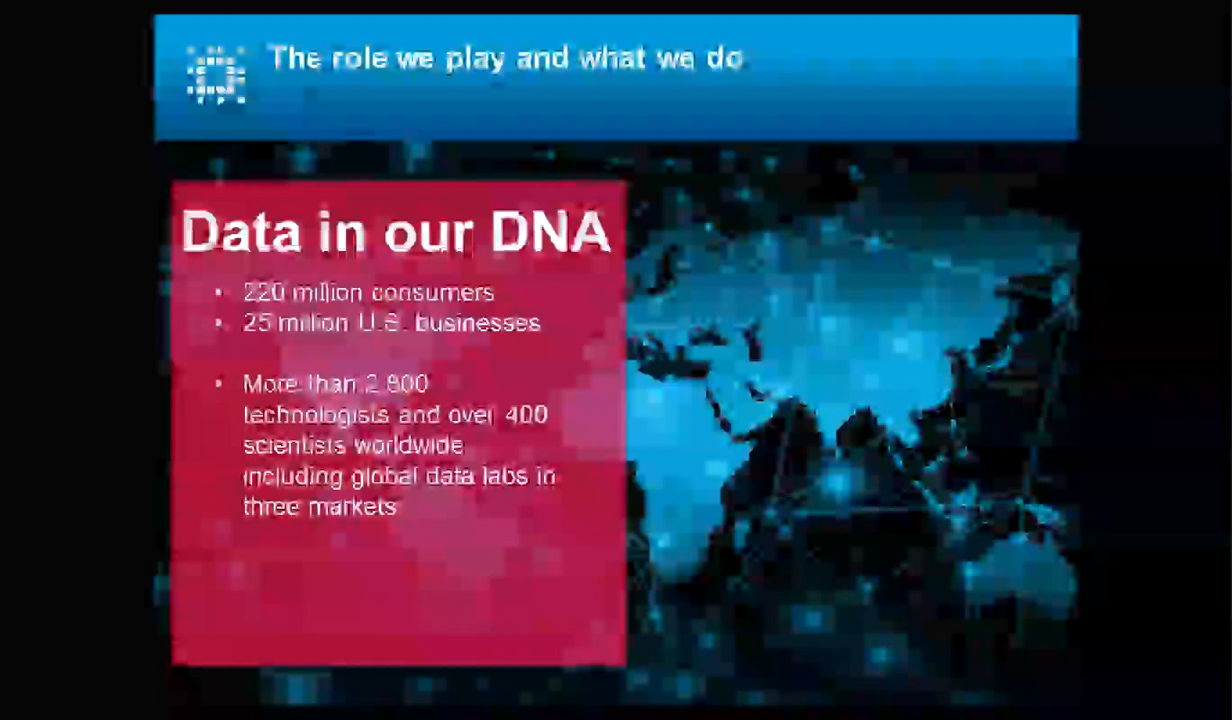 The role we play and what we do
Data in our DNA
• 220 million consumers
• 25 million U.S. businesses
• More than 2,600
technologists and over 400
scientists worldwide
including global data labs in
three markets